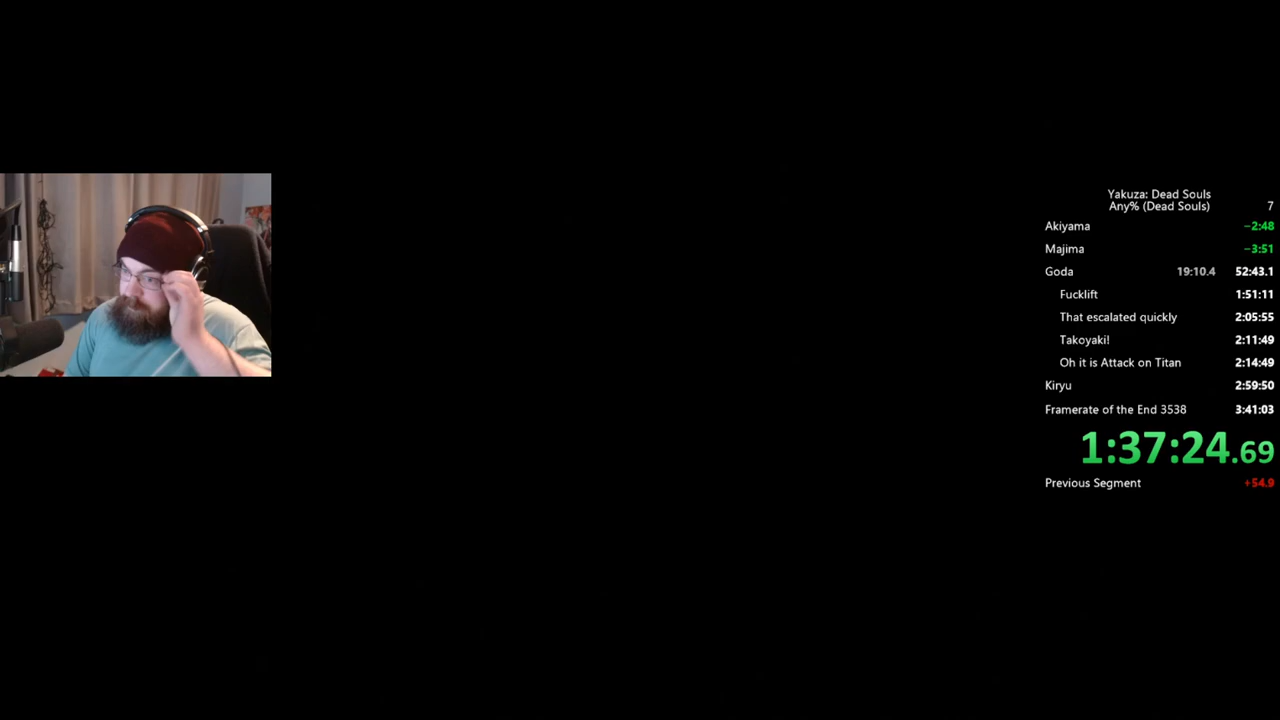 Yakuza: Dead Souls
Any% (Dead Souls) 7
Akiyama −2:48
Majima −3:51
Goda 19:10.4 52:43.1
Fucklift 1:51:11
That escalated quickly 2:05:55
Takoyaki! 2:11:49
Oh it is Attack on Titan 2:14:49
Kiryu 2:59:50
Framerate of the End 3538 3:41:03
1:37:24.69
Previous Segment +54.9